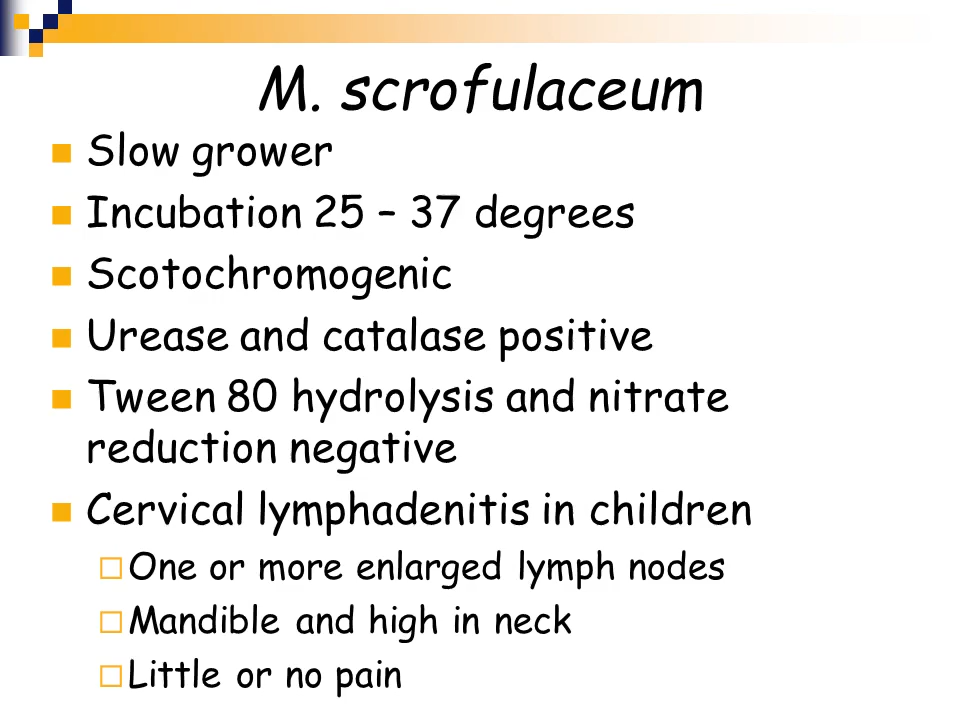 M. scrofulaceum
Slow grower
Incubation 25 – 37 degrees
Scotochromogenic
Urease and catalase positive
Tween 80 hydrolysis and nitrate
reduction negative
Cervical lymphadenitis in children
One or more enlarged lymph nodes
Mandible and high in neck
Little or no pain